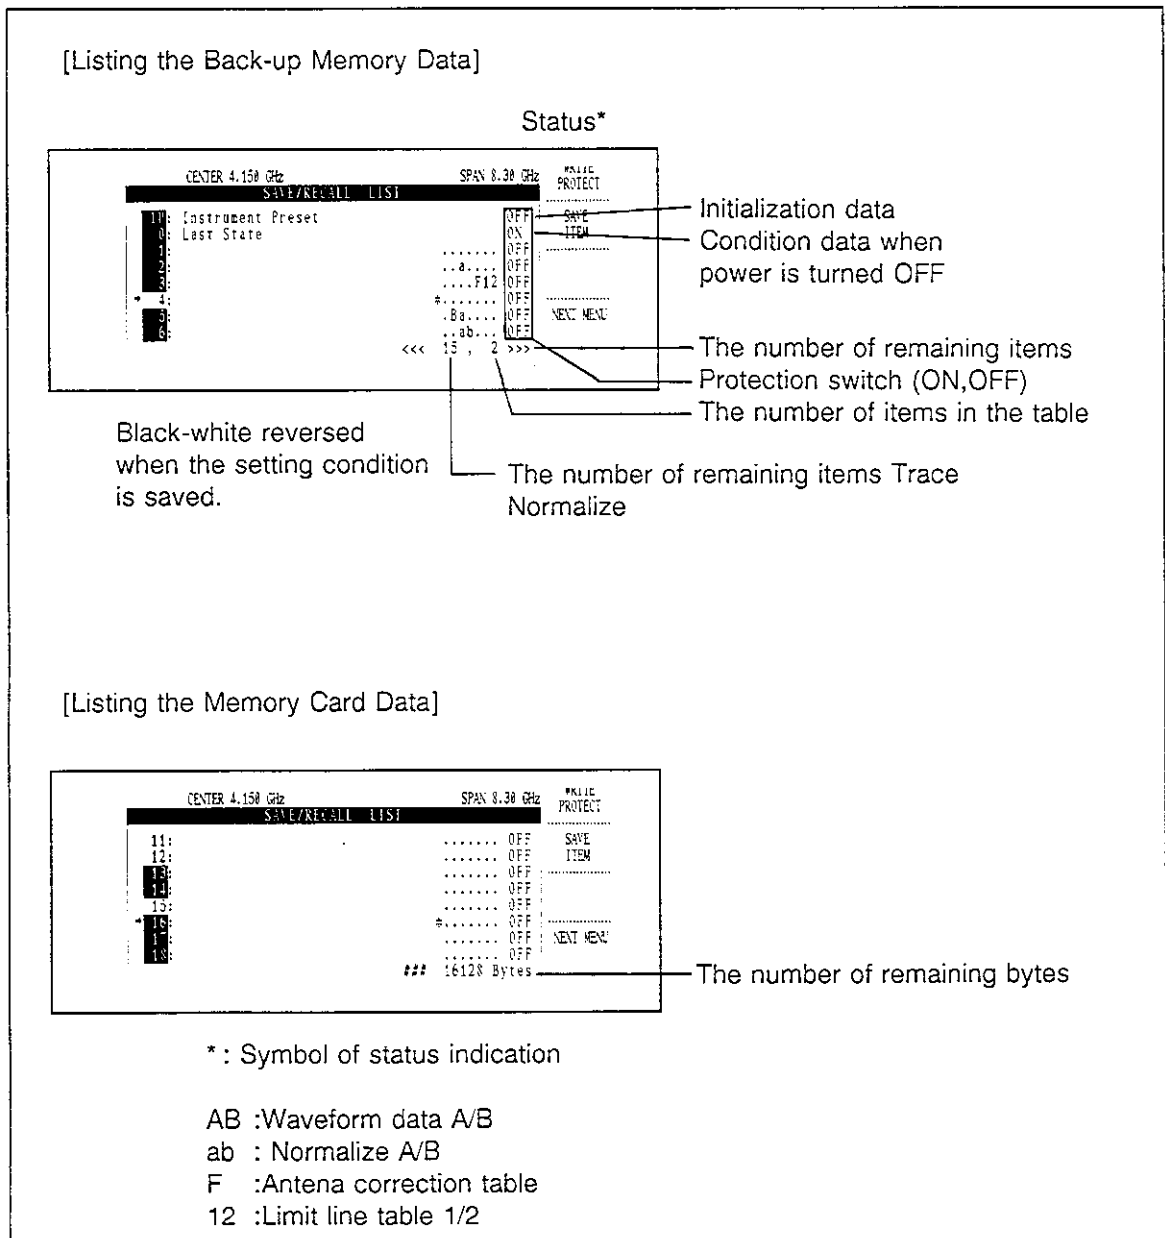 [Listing the Back-up Memory Data]
Status*
CENTER 4.150 GHz SPAN 8.30 GHz
PROTECT
SAVE/RECALL LIST
Instrument Preset OFF
SAVE
0: Last State ON
ITEM
1: ....... OFF
2: ..a.... OFF
3: ....F12 OFF
4: *....... OFF
5: .Ba.... OFF
NEXT MENU
6: ..ab... OFF
<<< 15 , 2 >>>
Initialization data
Condition data when
power is turned OFF
The number of remaining items
Protection switch (ON,OFF)
The number of items in the table
Black-white reversed
when the setting condition
is saved.
The number of remaining items Trace
Normalize
[Listing the Memory Card Data]
CENTER 4.150 GHz SPAN 8.30 GHz
PROTECT
SAVE/RECALL LIST
11: ....... OFF
SAVE
12: ....... OFF
ITEM
13: ....... OFF
14: ....... OFF
15: ....... OFF
16: *....... OFF
17: ....... OFF
NEXT MENU
18: ....... OFF
### 16128 Bytes
The number of remaining bytes
* : Symbol of status indication
AB :Waveform data A/B
ab : Normalize A/B
F :Antena correction table
12 :Limit line table 1/2